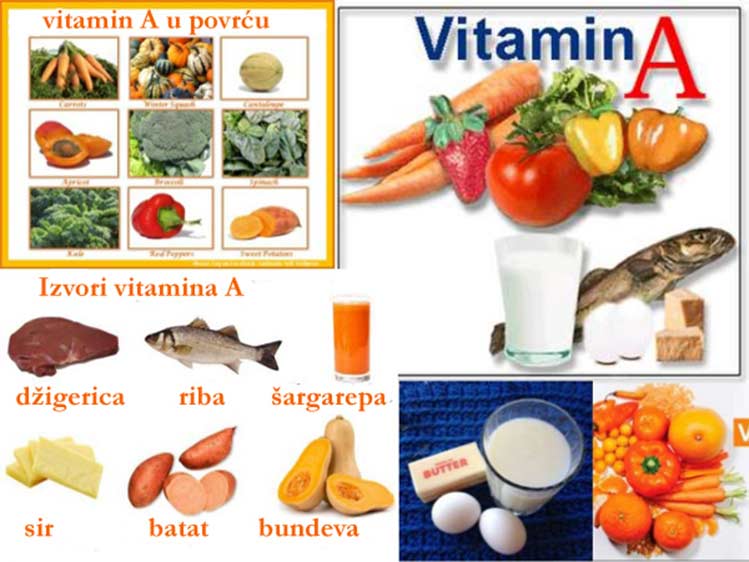 vitamin A u povrću
Carrots
Winter Squash
Cantaloupe
Apricot
Broccoli
Spinach
Kale
Red Peppers
Sweet Potatoes
Vitamin A
Izvori vitamina A
džigerica
riba
šargarepa
sir
batat
bundeva
BUTTER
V